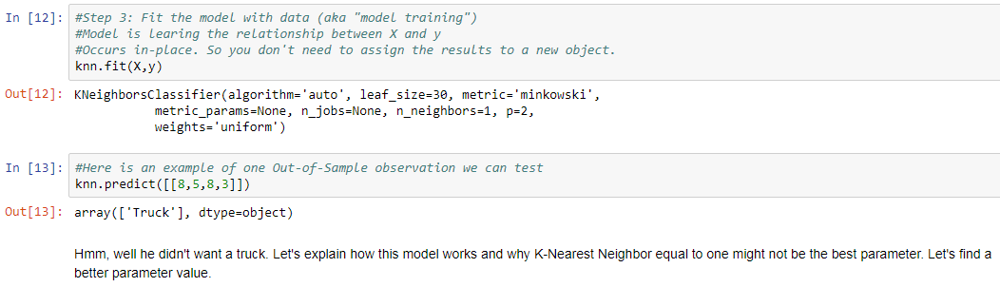 In [12]: #Step 3: Fit the model with data (aka "model training")
#Model is learing the relationship between X and y
#Occurs in-place. So you don't need to assign the results to a new object.
knn.fit(X,y)
Out[12]: KNeighborsClassifier(algorithm='auto', leaf_size=30, metric='minkowski',
metric_params=None, n_jobs=None, n_neighbors=1, p=2,
weights='uniform')
In [13]: #Here is an example of one Out-of-Sample observation we can test
knn.predict([[8,5,8,3]])
Out[13]: array(['Truck'], dtype=object)
Hmm, well he didn't want a truck. Let's explain how this model works and why K-Nearest Neighbor equal to one might not be the best parameter. Let's find a
better parameter value.